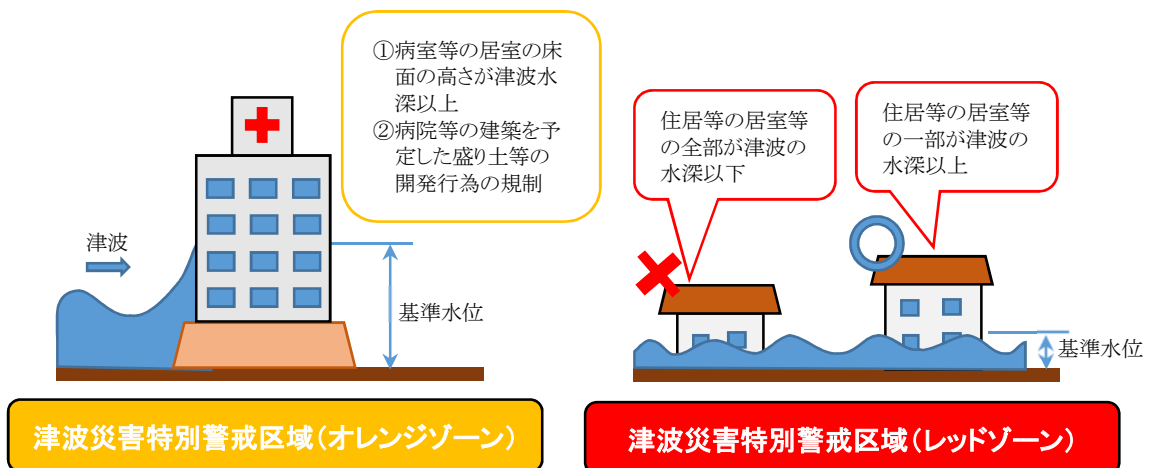 ①病室等の居室の床
面の高さが津波水
深以上
②病院等の建築を予
定した盛り土等の
開発行為の規制
津波
基準水位
津波災害特別警戒区域(オレンジゾーン)
住居等の居室等
の全部が津波の
水深以下
住居等の居室等
の一部が津波の
水深以上
基準水位
津波災害特別警戒区域(レッドゾーン)